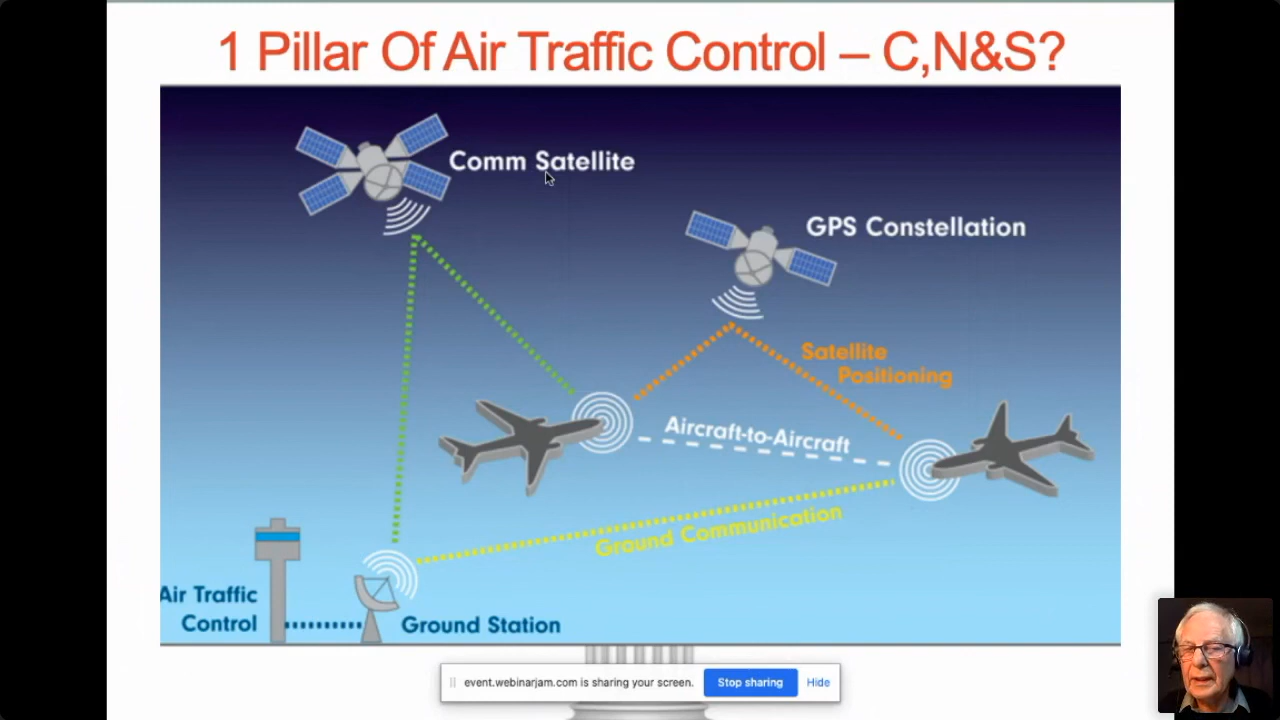 1 Pillar Of Air Traffic Control – C,N&S?
Comm Satellite
GPS Constellation
Satellite
Positioning
Aircraft-to-Aircraft
Ground Communication
Air Traffic
Control
Ground Station
event.webinarjam.com is sharing your screen.
Stop sharing
Hide